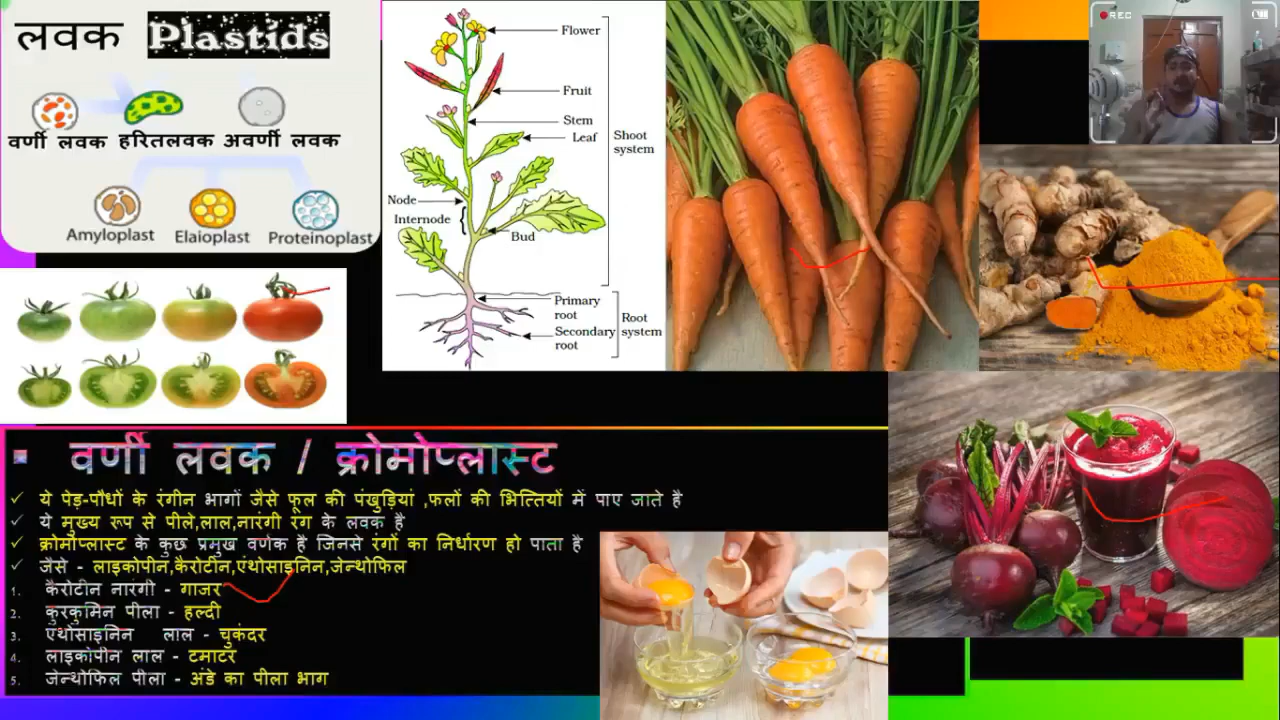 लवक Plastids
वर्णी लवक हरितलवक अवर्णी लवक
Amyloplast Elaioplast Proteinoplast
Flower
Fruit
Stem
Leaf
Shoot
system
Node
Internode
Bud
Primary
root
Secondary
root
Root
system
REC
वर्णी लवक / क्रोमोप्लास्ट
✓ ये पेड़-पौधों के रंगीन भागों जैसे फूल की पंखुड़ियां ,फलों की भित्तियों में पाए जाते है
✓ ये मुख्य रूप से पीले,लाल,नारंगी रंग के लवक है
✓ क्रोमोप्लास्ट के कुछ प्रमुख वर्णक है जिनसे रंगों का निर्धारण हो पाता है
✓ जैसे - लाइकोपीन,कैरोटीन,एंथोसाइनिन,जेन्थोफिल
1. कैरोटीन नारंगी - गाजर
2. कुरकुमिन पीला - हल्दी
3. एंथोसाइनिन लाल - चुकंदर
4. लाइकोपीन लाल - टमाटर
5. जेन्थोफिल पीला - अंडे का पीला भाग